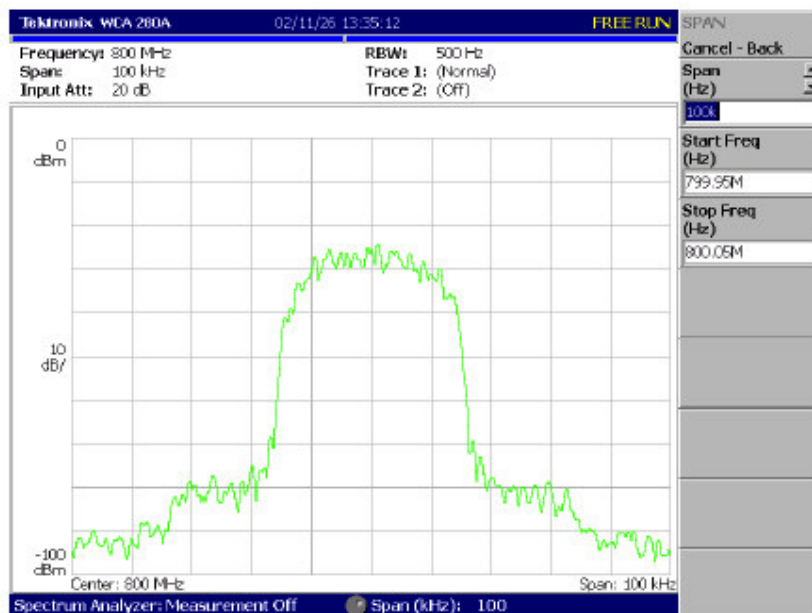 Tektronix WCA 280A 02/11/26 13:35:12 FREE RUN
Frequency: 800 MHz RBW: 500 Hz
Span: 100 kHz Trace 1: (Normal)
Input Att: 20 dB Trace 2: (Off)
0
dBm
10
dB/
-100
dBm
Center: 800 MHz Span: 100 kHz
Spectrum Analyzer: Measurement Off Span (kHz): 100
SPAN
Cancel - Back
Span
(Hz)
100k
Start Freq
(Hz)
799.95M
Stop Freq
(Hz)
800.05M